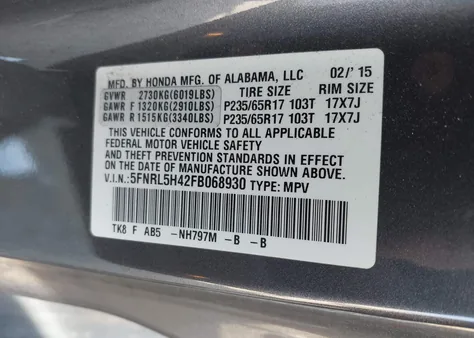 MFD. BY HONDA MFG. OF ALABAMA, LLC 02/'15
GVWR 2730KG(6019LBS) TIRE SIZE RIM SIZE
GAWR F 1320KG(2910LBS) P235/65R17 103T 17X7J
GAWR R 1515KG(3340LBS) P235/65R17 103T 17X7J
THIS VEHICLE CONFORMS TO ALL APPLICABLE
FEDERAL MOTOR VEHICLE SAFETY
AND THEFT PREVENTION STANDARDS IN EFFECT
ON THE DATE OF MANUFACTURE SHOWN ABOVE.
V.I.N.: 5FNRL5H42FB068930 TYPE: MPV
TK8 F AB5 -NH797M -B -B